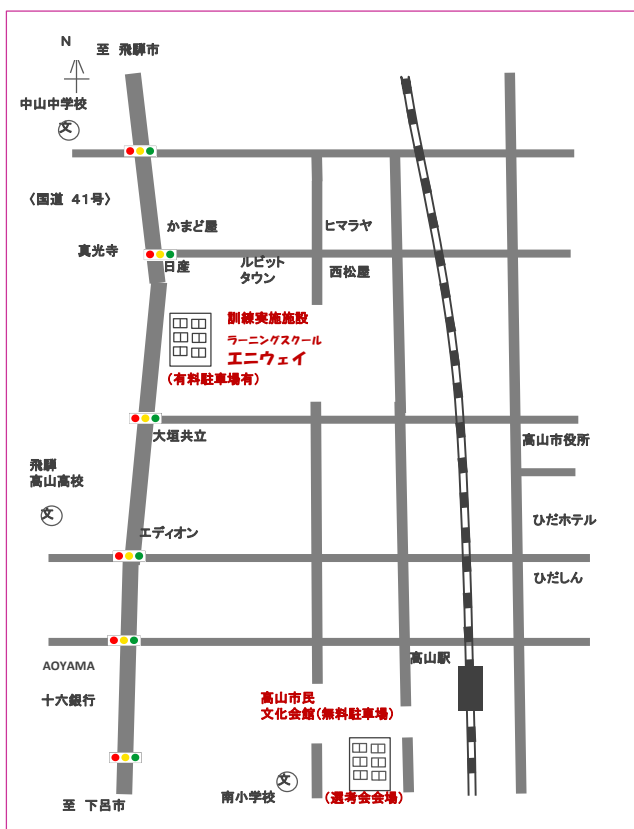 N
至 飛騨市
中山中学校
文
〈国道 41号〉
かまど屋
ヒマラヤ
真光寺
日産
ルビット
タウン
西松屋
訓練実施施設
ラーニングスクール
エニウェイ
(有料駐車場有)
大垣共立
高山市役所
飛騨
高山高校
文
エディオン
ひだホテル
ひだしん
高山駅
AOYAMA
十六銀行
高山市民
文化会館(無料駐車場)
文
南小学校
(選考会会場)
至 下呂市